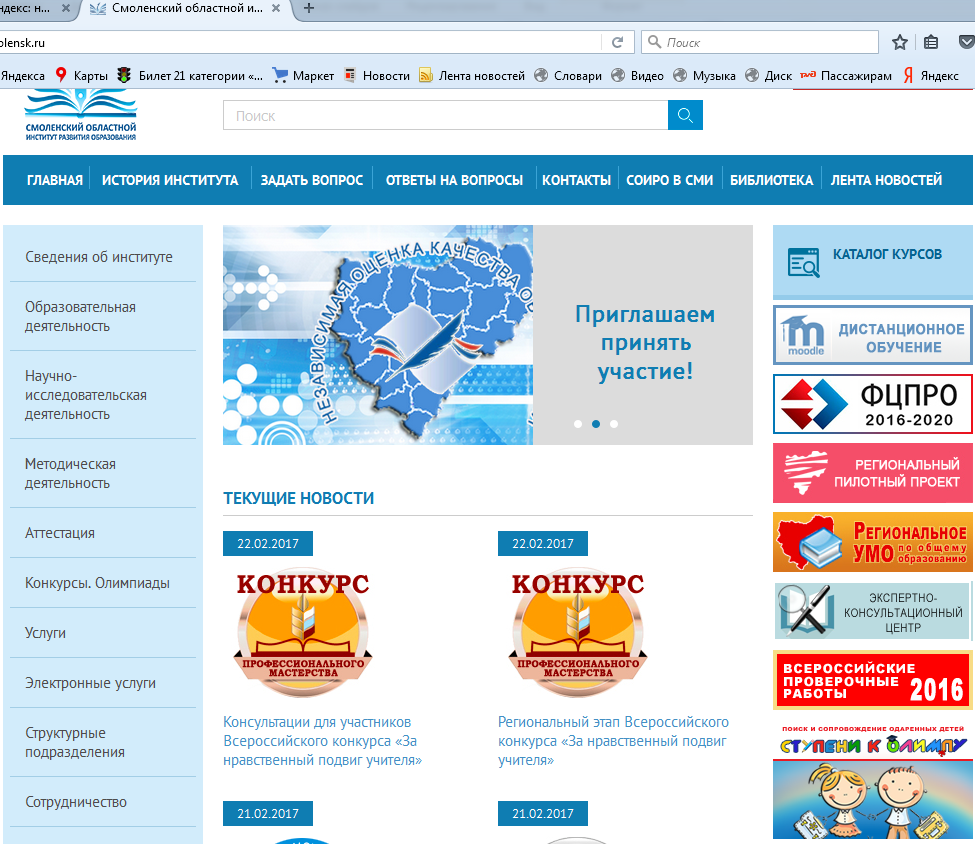 ндекс: н...
Смоленский областной и...
olensk.ru
Поиск
Яндекса
Карты
Билет 21 категории «...
Маркет
Новости
Лента новостей
Словари
Видео
Музыка
Диск
Пассажирам
Яндекс
СМОЛЕНСКИЙ ОБЛАСТНОЙ
ИНСТИТУТ РАЗВИТИЯ ОБРАЗОВАНИЯ
Поиск
ГЛАВНАЯ
ИСТОРИЯ ИНСТИТУТА
ЗАДАТЬ ВОПРОС
ОТВЕТЫ НА ВОПРОСЫ
КОНТАКТЫ
СОИРО В СМИ
БИБЛИОТЕКА
ЛЕНТА НОВОСТЕЙ
Сведения об институте
Образовательная
деятельность
Научно-
исследовательская
деятельность
Методическая
деятельность
Аттестация
Конкурсы. Олимпиады
Услуги
Электронные услуги
Структурные
подразделения
Сотрудничество
НЕЗАВИСИМАЯ ОЦЕНКА КАЧЕСТВА ОБ
Приглашаем
принять
участие!
ТЕКУЩИЕ НОВОСТИ
22.02.2017
КОНКУРС
ПРОФЕССИОНАЛЬНОГО
МАСТЕРСТВА
Консультации для участников
Всероссийского конкурса «За
нравственный подвиг учителя»
22.02.2017
КОНКУРС
ПРОФЕССИОНАЛЬНОГО
МАСТЕРСТВА
Региональный этап Всероссийского
конкурса «За нравственный подвиг
учителя»
21.02.2017
21.02.2017
КАТАЛОГ КУРСОВ
moodle
ДИСТАНЦИОННОЕ
ОБУЧЕНИЕ
ФЦПРО
2016-2020
РЕГИОНАЛЬНЫЙ
ПИЛОТНЫЙ ПРОЕКТ
РЕГИОНАЛЬНОЕ
УМО по общему
образованию
ЭКСПЕРТНО-
КОНСУЛЬТАЦИОННЫЙ
ЦЕНТР
ВСЕРОССИЙСКИЕ
ПРОВЕРОЧНЫЕ
РАБОТЫ 2016
ПОИСК И СОПРОВОЖДЕНИЕ ОДАРЕННЫХ ДЕТЕЙ
СТУПЕНИ К ОЛИМПУ